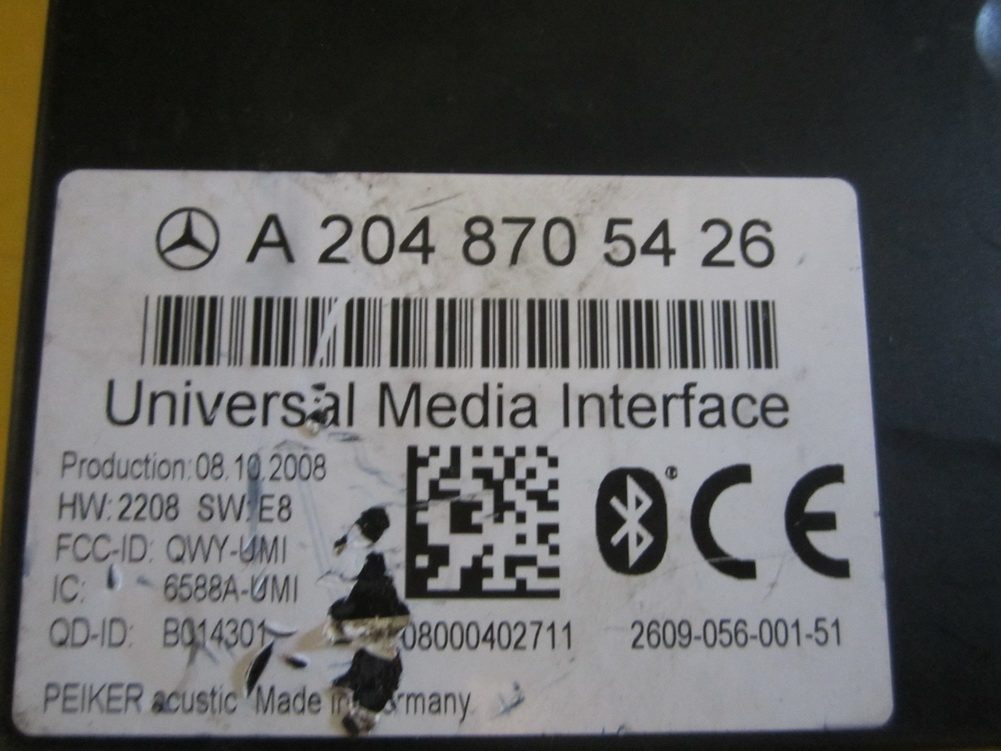 A 204 870 54 26
Universal Media Interface
Production: 08.10.2008
HW: 2208 SW: E8
FCC-ID: QWY-UMI
IC: 6588A-UMI
QD-ID: B014301 08000402711 2609-056-001-51
PEIKER acustic Made in Germany